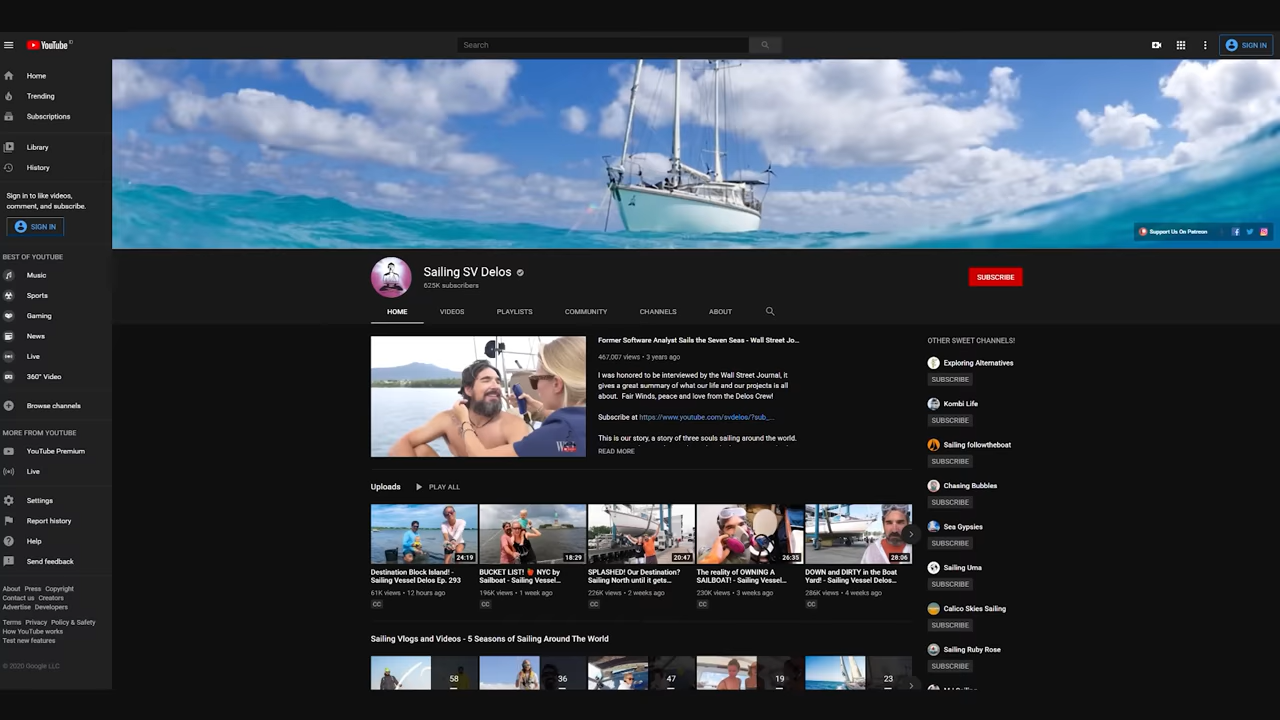 YouTube
Search
SIGN IN
Home
Trending
Subscriptions
Library
History
Sign in to like videos,
comment, and subscribe.
SIGN IN
BEST OF YOUTUBE
Music
Sports
Gaming
News
Live
360° Video
Browse channels
MORE FROM YOUTUBE
YouTube Premium
Live
Settings
Report history
Help
Send feedback
About Press Copyright
Contact us Creators
Advertise Developers
Terms Privacy Policy & Safety
How YouTube works
Test new features
© 2020 Google LLC
Support Us On Patreon
Sailing SV Delos
625K subscribers
SUBSCRIBE
HOME VIDEOS PLAYLISTS COMMUNITY CHANNELS ABOUT
Former Software Analyst Sails the Seven Seas - Wall Street Jo...
467,007 views • 3 years ago
I was honored to be interviewed by the Wall Street Journal, it
gives a great summary of what our life and our projects is all
about. Fair Winds, peace and love from the Delos Crew!
Subscribe at https://www.youtube.com/svdelos/?sub_...
This is our story, a story of three souls sailing around the world.
READ MORE
Uploads PLAY ALL
24:19
Destination Block Island! -
Sailing Vessel Delos Ep. 293
61K views • 12 hours ago
CC
18:29
BUCKET LIST! NYC by
Sailboat - Sailing Vessel...
196K views • 1 week ago
CC
20:47
SPLASHED! Our Destination?
Sailing North until it gets...
226K views • 2 weeks ago
CC
26:35
The reality of OWNING A
SAILBOAT! - Sailing Vessel...
230K views • 3 weeks ago
CC
28:06
DOWN and DIRTY in the Boat
Yard! - Sailing Vessel Delos...
286K views • 4 weeks ago
CC
Sailing Vlogs and Videos - 5 Seasons of Sailing Around The World
58 36 47 19 23
OTHER SWEET CHANNELS!
Exploring Alternatives
SUBSCRIBE
Kombi Life
SUBSCRIBE
Sailing followtheboat
SUBSCRIBE
Chasing Bubbles
SUBSCRIBE
Sea Gypsies
SUBSCRIBE
Sailing Uma
SUBSCRIBE
Calico Skies Sailing
SUBSCRIBE
Sailing Ruby Rose
SUBSCRIBE